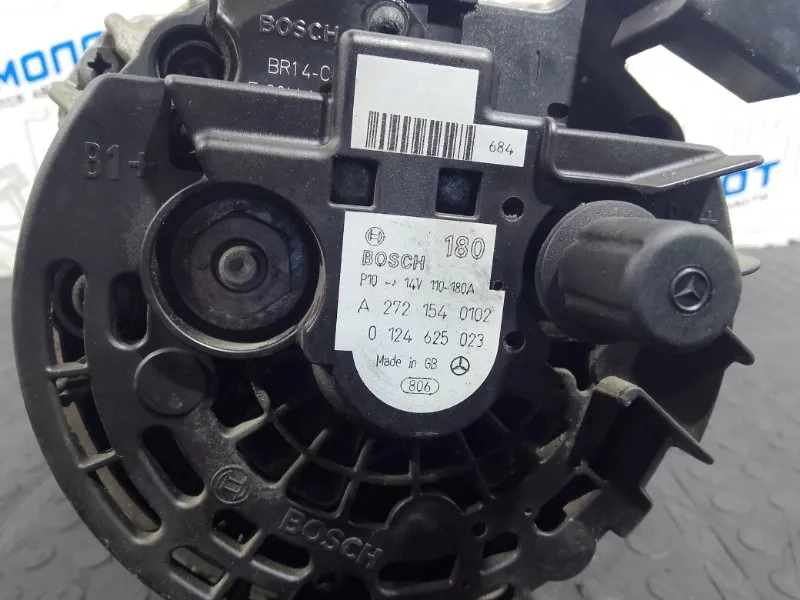 BOSCH
BR14-C
684
B1+
BOSCH 180
P10 -> 14V 110-180A
A 272 154 0102
0 124 625 023
Made in GB
806
BOSCH